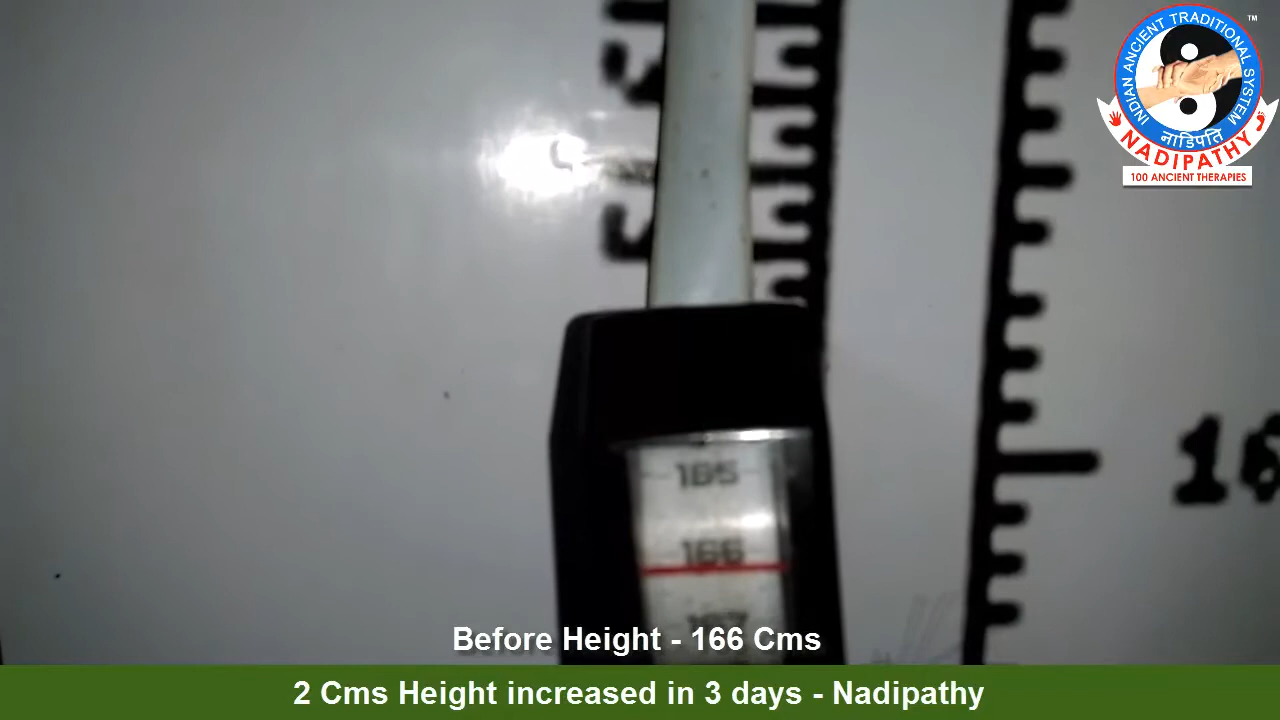 INDIAN ANCIENT TRADITIONAL SYSTEM
TM
नाडिपति
NADIPATHY
100 ANCIENT THERAPIES
165
166
Before Height - 166 Cms
2 Cms Height increased in 3 days - Nadipathy